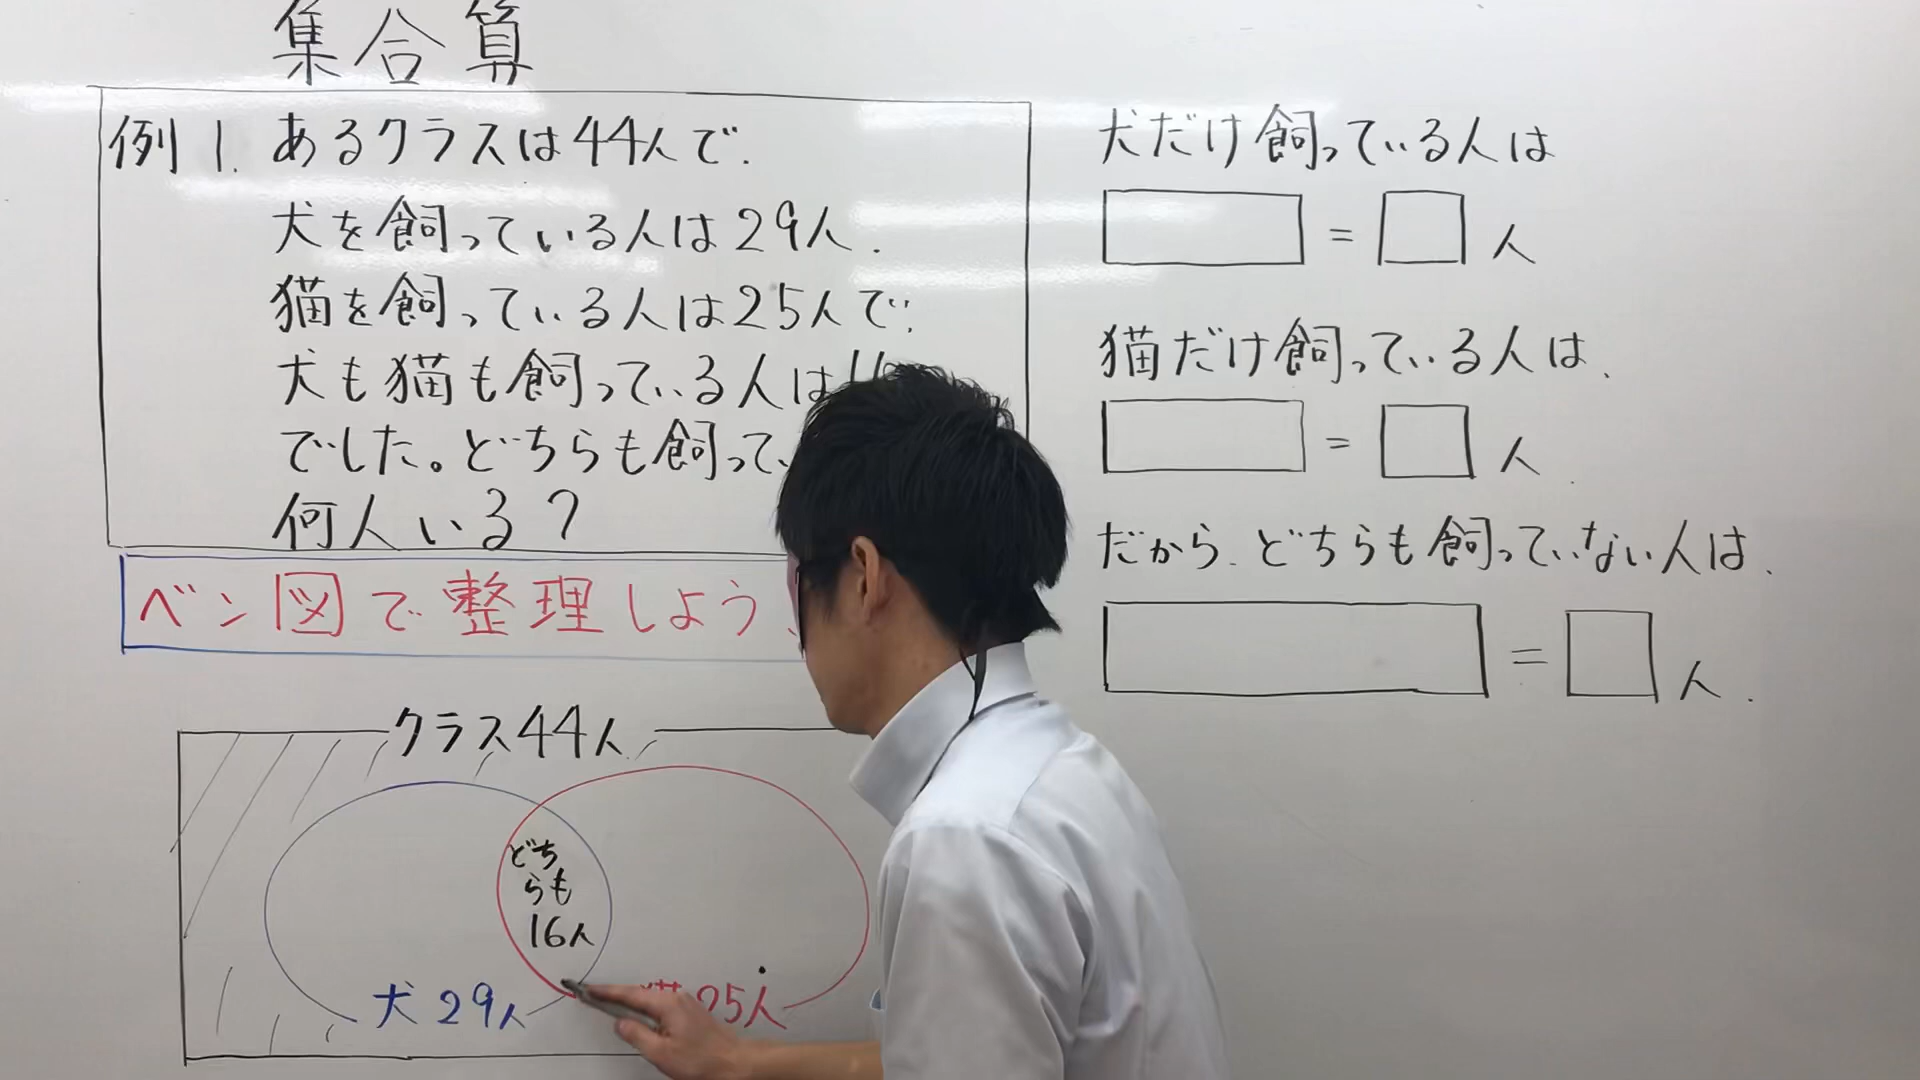 集合算
例1. あるクラスは44人で.
犬を飼っている人は29人.
猫を飼っている人は25人で.
犬も猫も飼っている人は
でした。どちらも飼って
何人いる?
ベン図で整理しよう
クラス44人
どち
らも
16人
犬 29人
猫 25人
犬だけ飼っている人は
= 人
猫だけ飼っている人は.
= 人
だから.どちらも飼っていない人は.
= 人.